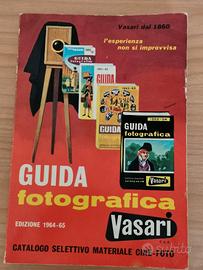 Vasari dal 1860
l'esperienza
non si improvvisa
GUIDA
GUIDA
fotografica
Vasari
GUIDA
fotografica
EDIZIONE 1964-65
Vasari
CATALOGO SELETTIVO MATERIALE CINE-FOTO
subito